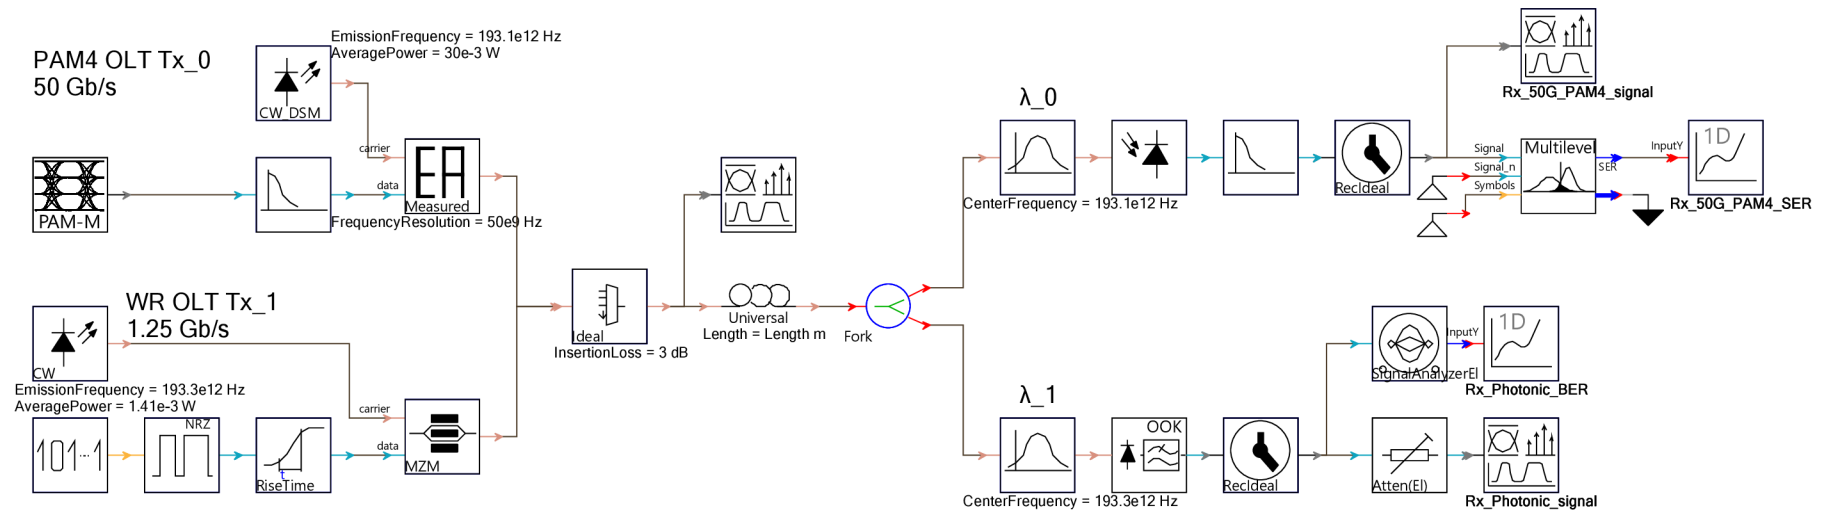 PAM4 OLT Tx_0
50 Gb/s
EmissionFrequency = 193.1e12 Hz
AveragePower = 30e-3 W
CW_DSM
carrier
data
EA
Measured
FrequencyResolution = 50e9 Hz
PAM-M
WR OLT Tx_1
1.25 Gb/s
CW
EmissionFrequency = 193.3e12 Hz
AveragePower = 1.41e-3 W
NRZ
RiseTime
carrier
data
MZM
Ideal
InsertionLoss = 3 dB
Universal
Length = Length m
Fork
λ_0
CenterFrequency = 193.1e12 Hz
RecIdeal
Rx_50G_PAM4_signal
Signal
Signal_n
Symbols
Multilevel
SER
InputY
1D
Rx_50G_PAM4_SER
λ_1
CenterFrequency = 193.3e12 Hz
OOK
RecIdeal
SignalAnalyzerEl
InputY
1D
Rx_Photonic_BER
Atten(El)
Rx_Photonic_signal